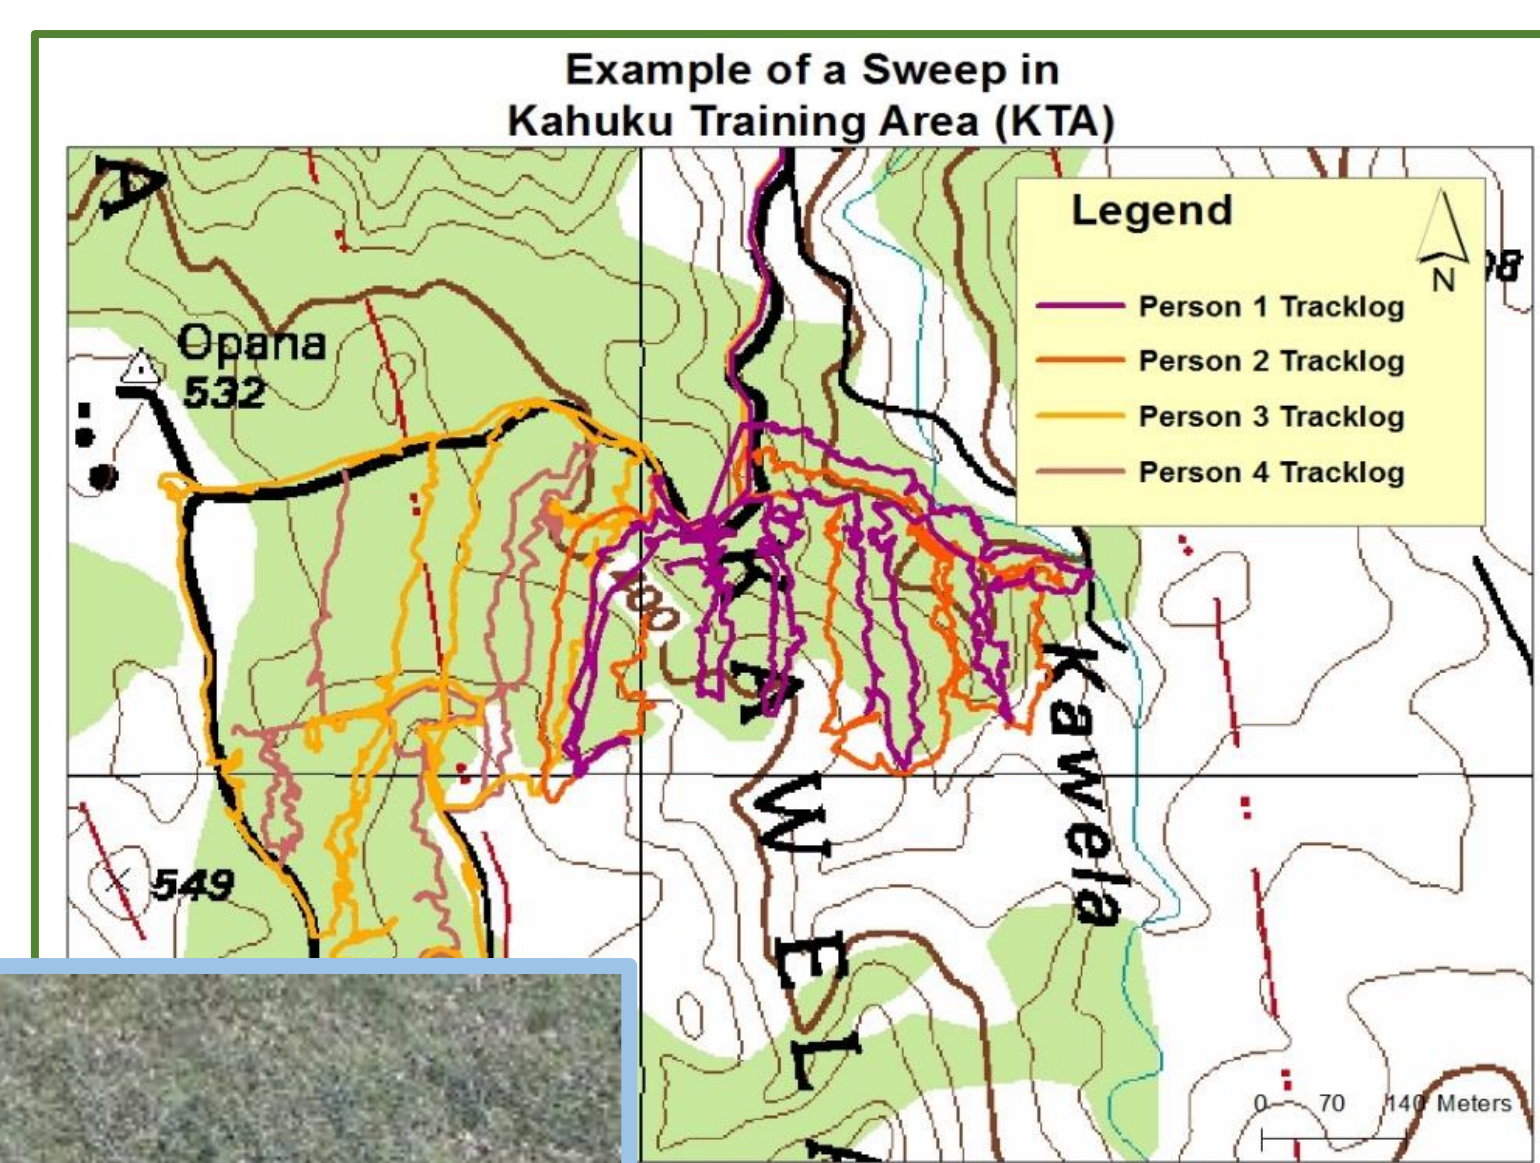 Example of a Sweep in
Kahuku Training Area (KTA)
A
Legend
N
Person 1 Tracklog
Person 2 Tracklog
Person 3 Tracklog
Person 4 Tracklog
Opana
532
K
A
W
E
L
Kawela
549
0 70 140 Meters